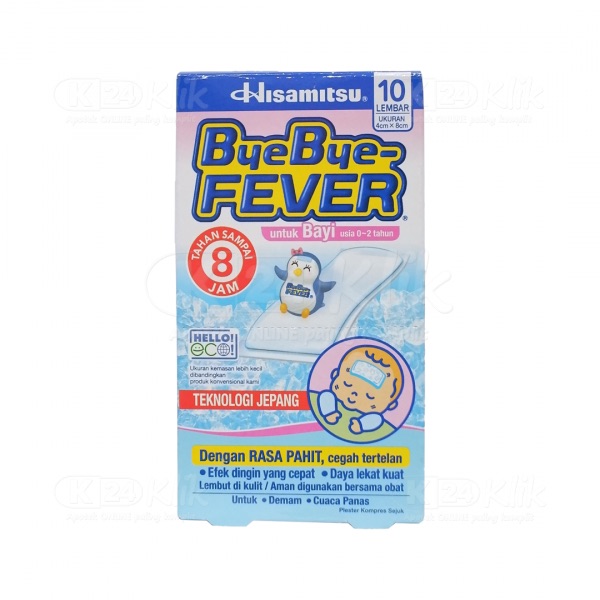 Hisamitsu®
10
LEMBAR
UKURAN
4cm x 8cm
ByeBye-
FEVER®
untuk Bayi usia 0~2 tahun
TAHAN SAMPAI
8
JAM
BYEBYE-
FEVER
HELLO!
eco!
Ukuran kemasan lebih kecil
dibandingkan
produk konvensional kami
TEKNOLOGI JEPANG
Dengan RASA PAHIT, cegah tertelan
• Efek dingin yang cepat • Daya lekat kuat
Lembut di kulit / Aman digunakan bersama obat
Untuk • Demam • Cuaca Panas
Plester Kompres Sejuk